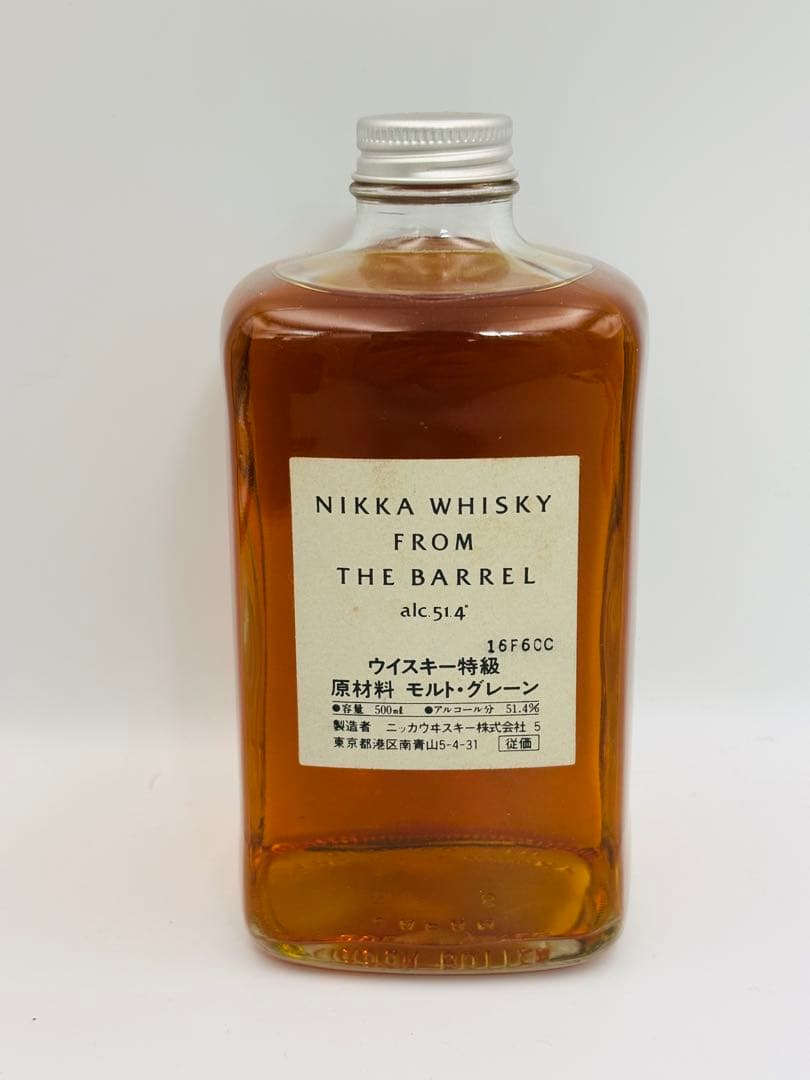 NIKKA WHISKY
FROM
THE BARREL
alc.51.4°
16F60C
ウイスキー特級
原材料 モルト・グレーン
●容量 500mℓ ●アルコール分 51.4%
製造者 ニッカウヰスキー株式会社 5
東京都港区南青山5-4-31 従価